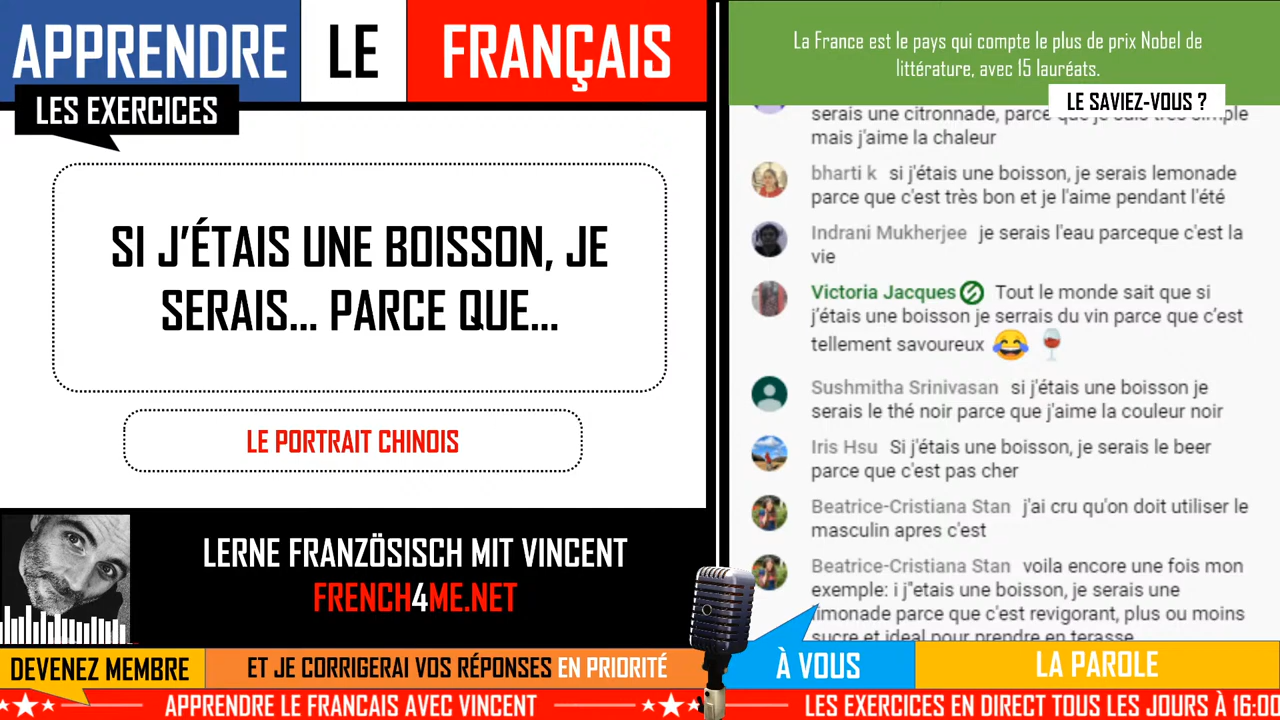 APPRENDRE LE FRANÇAIS
LES EXERCICES
SI J'ÉTAIS UNE BOISSON, JE
SERAIS... PARCE QUE...
LE PORTRAIT CHINOIS
LERNE FRANZÖSISCH MIT VINCENT
FRENCH4ME.NET
DEVENEZ MEMBRE
ET JE CORRIGERAI VOS RÉPONSES EN PRIORITÉ
La France est le pays qui compte le plus de prix Nobel de
littérature, avec 15 lauréats.
LE SAVIEZ-VOUS ?
serais une citronnade, parce que je suis très simple
mais j'aime la chaleur
bharti k si j'étais une boisson, je serais lemonade
parce que c'est très bon et je l'aime pendant l'été
Indrani Mukherjee je serais l'eau parceque c'est la
vie
Victoria Jacques Tout le monde sait que si
j'étais une boisson je serrais du vin parce que c'est
tellement savoureux 😂 🍷
Sushmitha Srinivasan si j'étais une boisson je
serais le thé noir parce que j'aime la couleur noir
Iris Hsu Si j'étais une boisson, je serais le beer
parce que c'est pas cher
Beatrice-Cristiana Stan j'ai cru qu'on doit utiliser le
masculin apres c'est
Beatrice-Cristiana Stan voila encore une fois mon
exemple: i j"etais une boisson, je serais une
limonade parce que c'est revigorant, plus ou moins
sucre et ideal pour prendre en terasse
À VOUS
LA PAROLE
APPRENDRE LE FRANCAIS AVEC VINCENT
LES EXERCICES EN DIRECT TOUS LES JOURS À 16:00